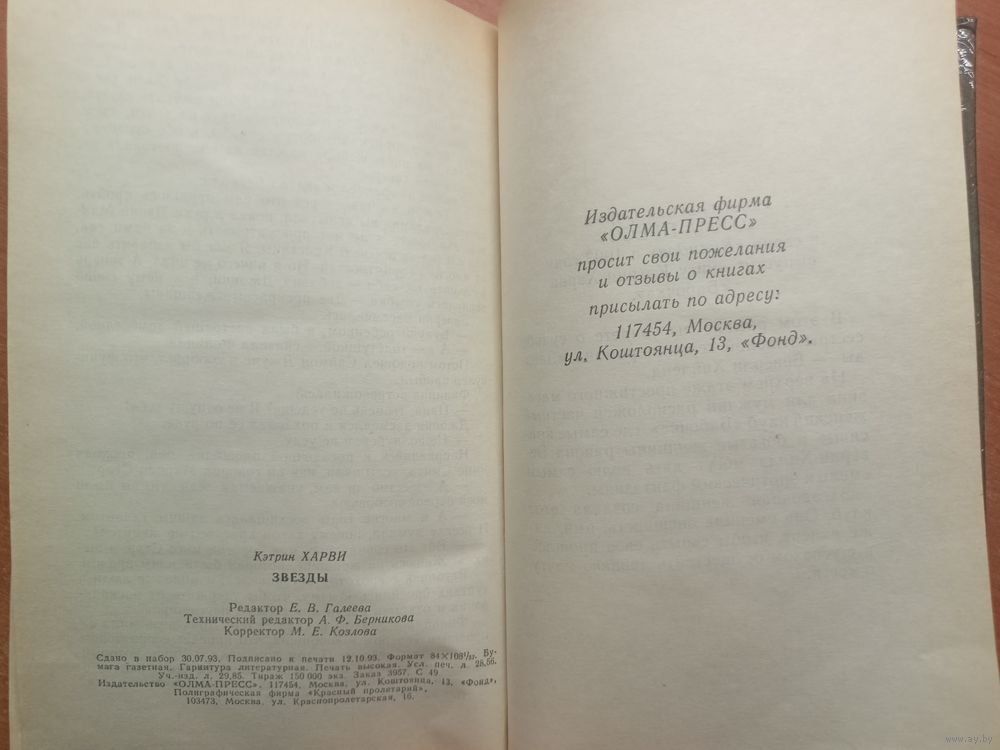 Кэтрин ХАРВИ
ЗВЕЗДЫ
Редактор Е. В. Галеева
Технический редактор А. Ф. Берникова
Корректор М. Е. Козлова
Сдано в набор 30.07.93. Подписано к печати 12.10.93. Формат 84×108¹/₃₂. Бу-
мага газетная. Гарнитура литературная. Печать высокая. Усл. печ. л. 28,56.
Уч.-изд. л. 29,85. Тираж 150 000 экз. Заказ 3957. С 49
Издательство «ОЛМА-ПРЕСС», 117454, Москва, ул. Коштоянца, 13, «Фонд».
Полиграфическая фирма «Красный пролетарий»,
103473, Москва, ул. Краснопролетарская, 16.
Издательская фирма
«ОЛМА-ПРЕСС»
просит свои пожелания
и отзывы о книгах
присылать по адресу:
117454, Москва,
ул. Коштоянца, 13, «Фонд».
www.ay.by